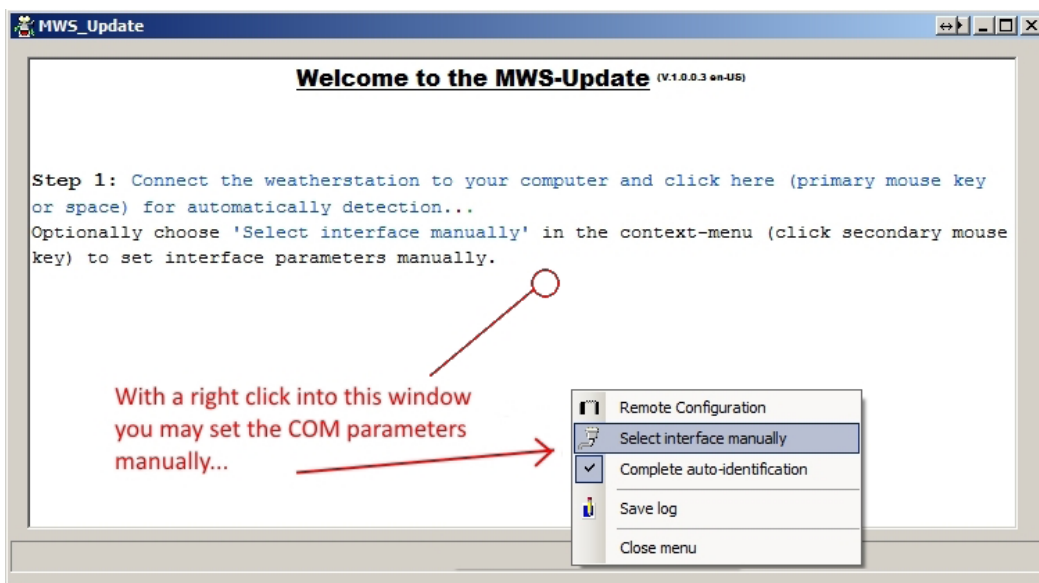 MWS_Update
Welcome to the MWS-Update (V.1.0.0.3 en-US)
Step 1: Connect the weatherstation to your computer and click here (primary mouse key
or space) for automatically detection...
Optionally choose 'Select interface manually' in the context-menu (click secondary mouse
key) to set interface parameters manually.
With a right click into this window
you may set the COM parameters
manually...
Remote Configuration
Select interface manually
Complete auto-identification
Save log
Close menu